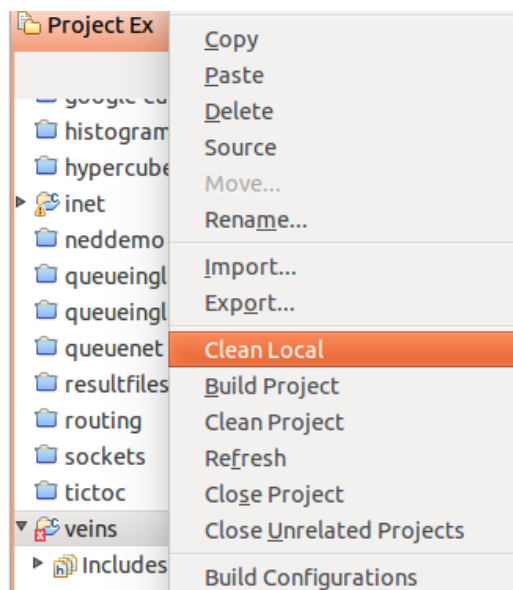 Project Ex
histogram
hypercube
inet
neddemo
queueingl
queueingl
queuenet
resultfiles
routing
sockets
tictoc
veins
Includes
Copy
Paste
Delete
Source
Move...
Rename...
Import...
Export...
Clean Local
Build Project
Clean Project
Refresh
Close Project
Close Unrelated Projects
Build Configurations